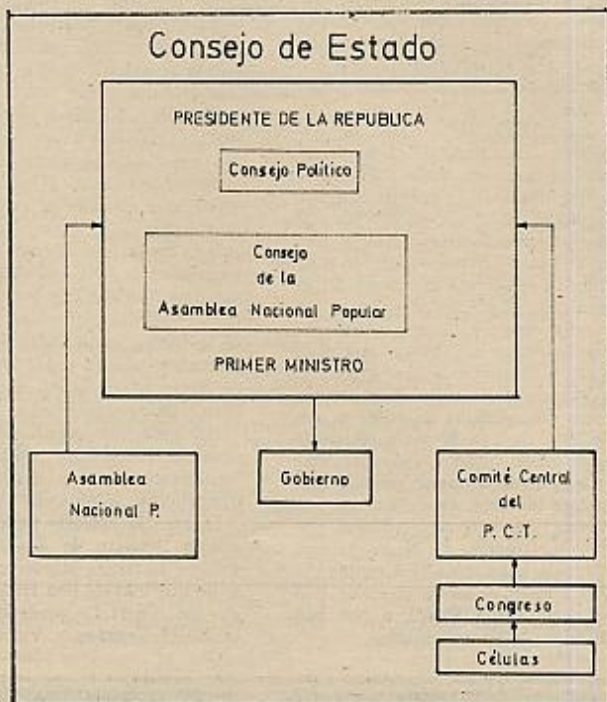 Consejo de Estado
PRESIDENTE DE LA REPUBLICA
Consejo Político
Consejo
de la
Asamblea Nacional Popular
PRIMER MINISTRO
Asamblea
Nacional P.
Gobierno
Comité Central
del
P. C.T.
Congreso
Células